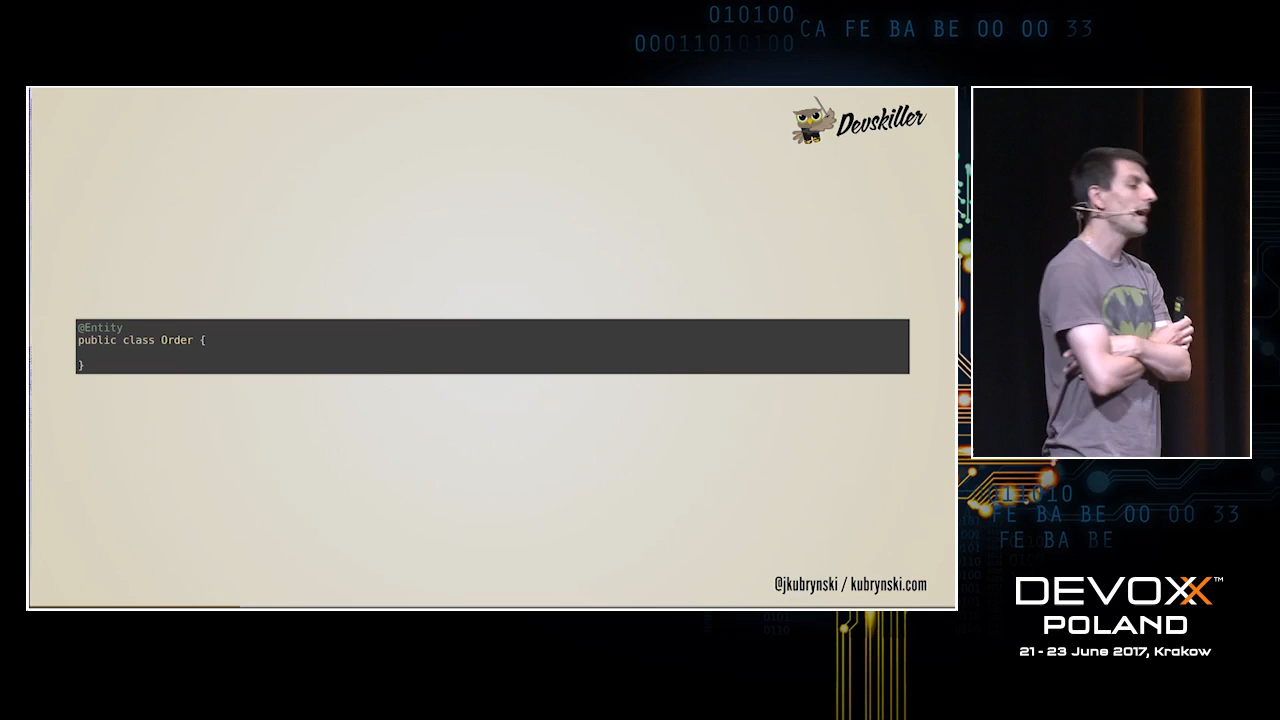 010100
CA FE BA BE 00 00 33
00011010100
Devskiller
@Entity
public class Order {
}
@jkubrynski / kubrynski.com
FE BA BE 00 00 33
FE BA BE
DEVOXX™
POLAND
21 - 23 June 2017, Krakow